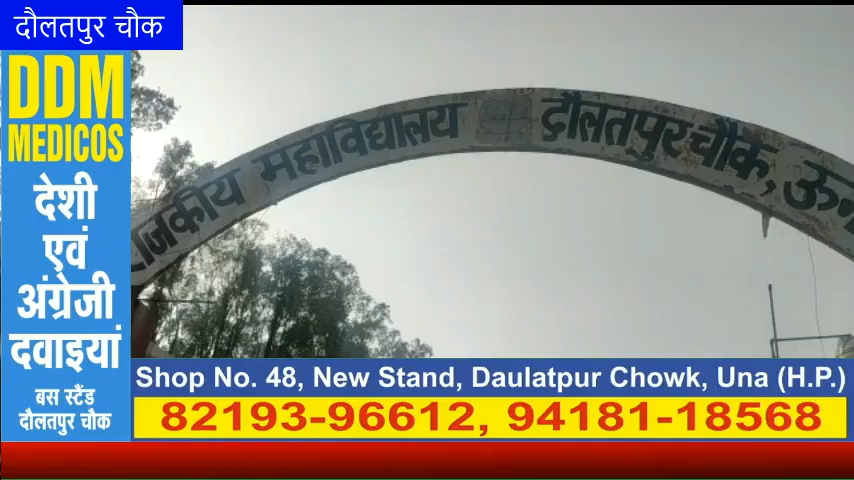 दौलतपुर चौक
DDM
MEDICOS
देशी
एवं
अंग्रेजी
दवाइयां
बस स्टैंड
दौलतपुर चौक
महाविद्यालय दौलतपुर चौक,
Shop No. 48, New Stand, Daulatpur Chowk, Una (H.P.)
82193-96612, 94181-18568